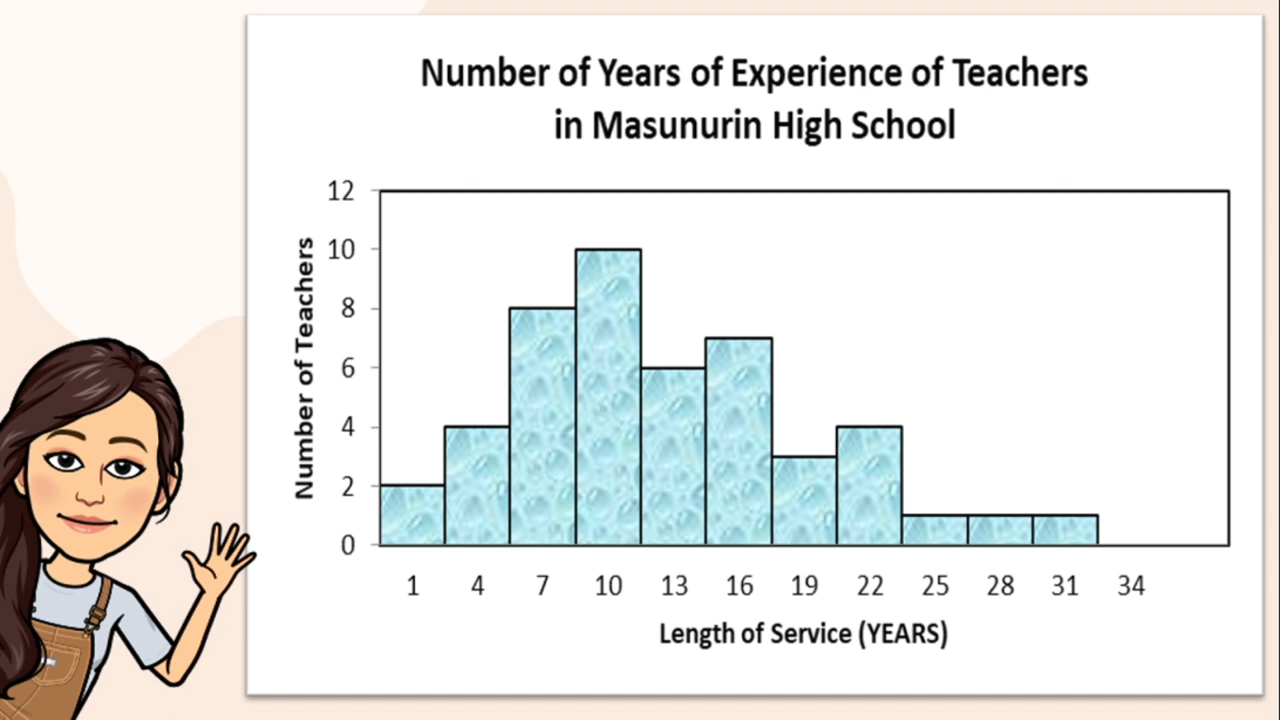 Number of Years of Experience of Teachers
in Masunurin High School
Number of Teachers
12
10
8
6
4
2
0
1 4 7 10 13 16 19 22 25 28 31 34
Length of Service (YEARS)